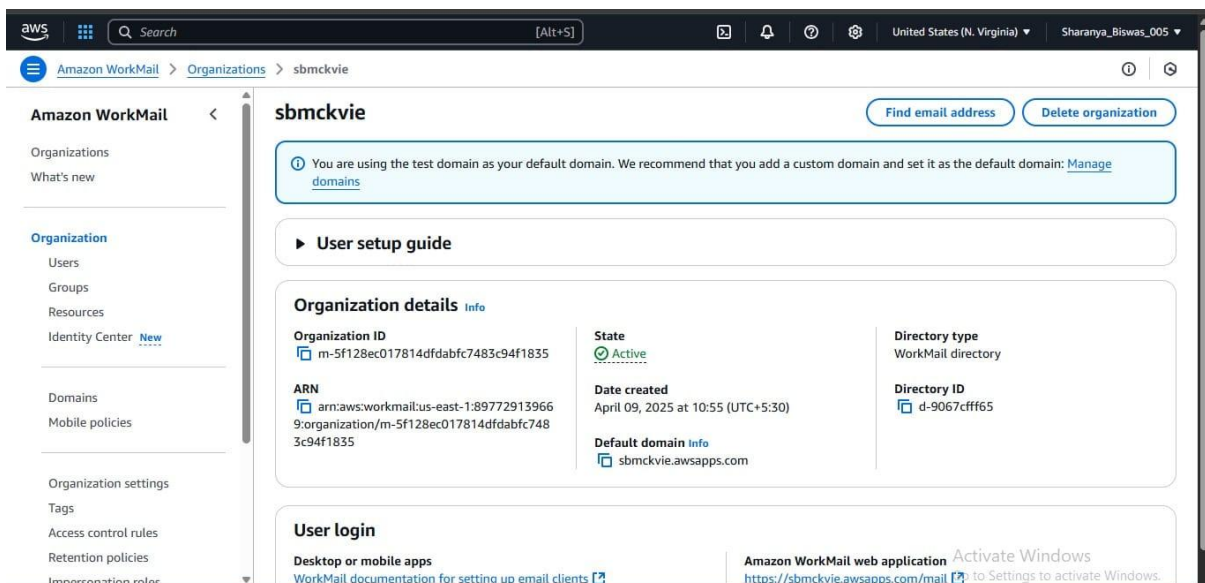 aws
Search [Alt+S]
United States (N. Virginia) ▼
Sharanya_Biswas_005 ▼
Amazon WorkMail > Organizations > sbmckvie
Amazon WorkMail
Organizations
What's new
Organization
Users
Groups
Resources
Identity Center New
Domains
Mobile policies
Organization settings
Tags
Access control rules
Retention policies
Impersonation roles
sbmckvie
Find email address
Delete organization
You are using the test domain as your default domain. We recommend that you add a custom domain and set it as the default domain: Manage
domains
User setup guide
Organization details Info
Organization ID
m-5f128ec017814dfdabfc7483c94f1835
ARN
arn:aws:workmail:us-east-1:89772913966
9:organization/m-5f128ec017814dfdabfc748
3c94f1835
State
Active
Date created
April 09, 2025 at 10:55 (UTC+5:30)
Default domain Info
sbmckvie.awsapps.com
Directory type
WorkMail directory
Directory ID
d-9067cfff65
User login
Desktop or mobile apps
WorkMail documentation for setting up email clients
Amazon WorkMail web application
https://sbmckvie.awsapps.com/mail
Activate Windows
to Settings to activate Windows.